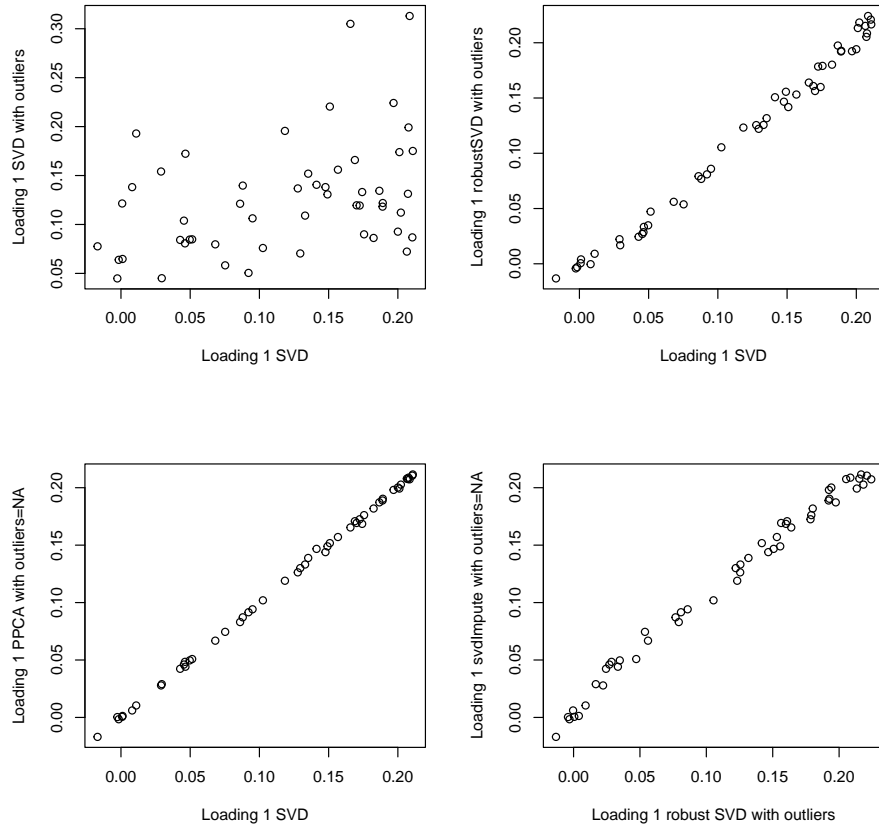 0.05 0.10 0.15 0.20 0.25 0.30
Loading 1 SVD with outliers
0.00 0.05 0.10 0.15 0.20
Loading 1 SVD
0.00 0.05 0.10 0.15 0.20
Loading 1 robustSVD with outliers
0.00 0.05 0.10 0.15 0.20
Loading 1 SVD
0.00 0.05 0.10 0.15 0.20
Loading 1 PPCA with outliers=NA
0.00 0.05 0.10 0.15 0.20
Loading 1 SVD
0.00 0.05 0.10 0.15 0.20
Loading 1 svdImpute with outliers=NA
0.00 0.05 0.10 0.15 0.20
Loading 1 robust SVD with outliers